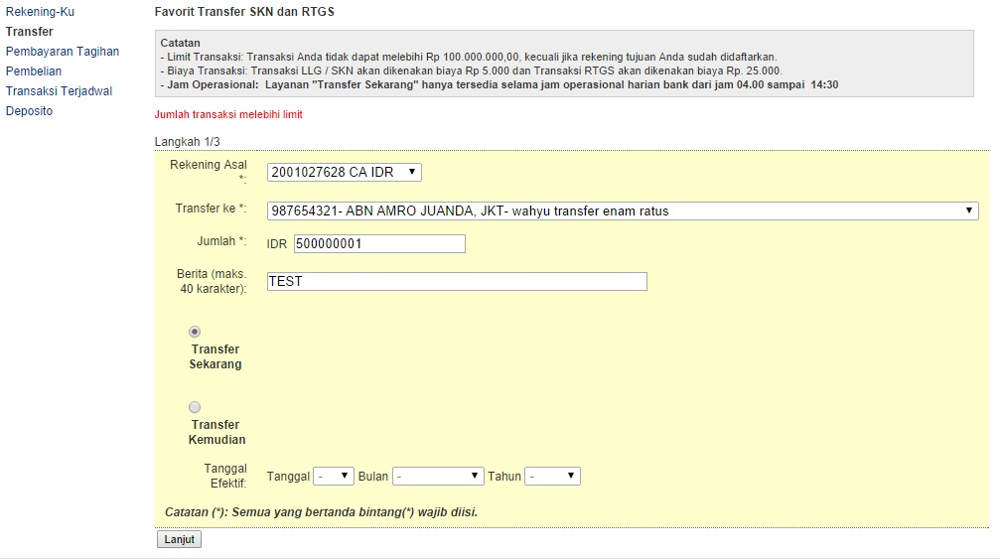 Rekening-Ku
Transfer
Pembayaran Tagihan
Pembelian
Transaksi Terjadwal
Deposito
Favorit Transfer SKN dan RTGS
Catatan
- Limit Transaksi: Transaksi Anda tidak dapat melebihi Rp 100.000.000,00, kecuali jika rekening tujuan Anda sudah didaftarkan.
- Biaya Transaksi: Transaksi LLG / SKN akan dikenakan biaya Rp 5.000 dan Transaksi RTGS akan dikenakan biaya Rp. 25.000.
- Jam Operasional: Layanan "Transfer Sekarang" hanya tersedia selama jam operasional harian bank dari jam 04.00 sampai 14:30
Jumlah transaksi melebihi limit
Langkah 1/3
Rekening Asal
*:
2001027628 CA IDR
Transfer ke *:
987654321- ABN AMRO JUANDA, JKT- wahyu transfer enam ratus
Jumlah *:
IDR 500000001
Berita (maks.
40 karakter):
TEST
Transfer
Sekarang
Transfer
Kemudian
Tanggal
Efektif:
Tanggal - Bulan - Tahun -
Catatan (*): Semua yang bertanda bintang(*) wajib diisi.
Lanjut